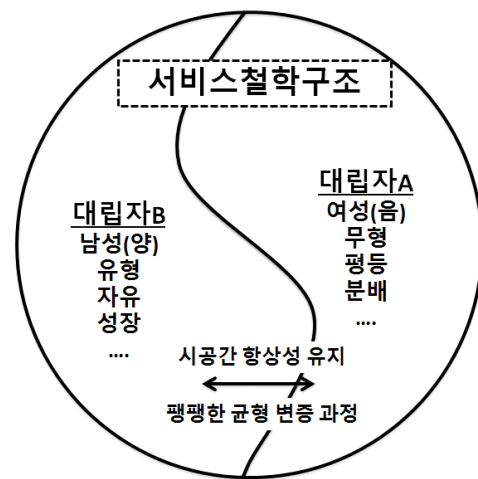 서비스철학구조
대립자A
여성(음)
무형
평등
분배
....
대립자B
남성(양)
유형
자유
성장
....
시공간 항상성 유지
팽팽한 균형 변증 과정